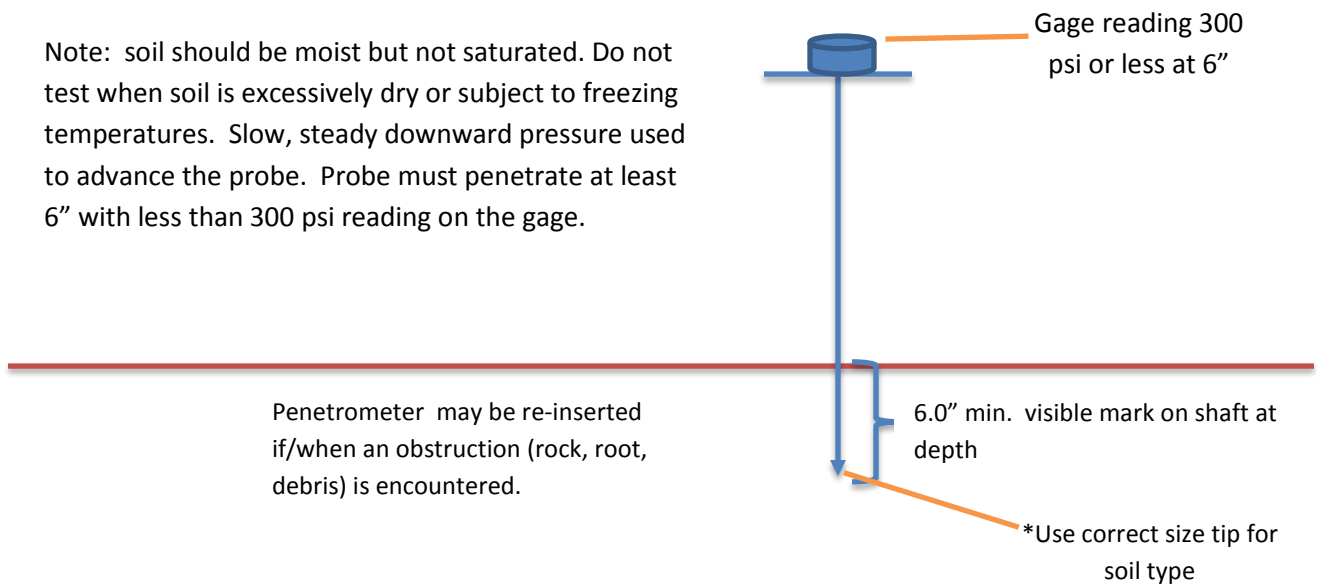 Note:  soil should be moist but not saturated. Do not
test when soil is excessively dry or subject to freezing
temperatures.  Slow, steady downward pressure used
to advance the probe.  Probe must penetrate at least
6” with less than 300 psi reading on the gage.
Gage reading 300
psi or less at 6”
Penetrometer  may be re-inserted
if/when an obstruction (rock, root,
debris) is encountered.
6.0” min.  visible mark on shaft at
depth
*Use correct size tip for
soil type